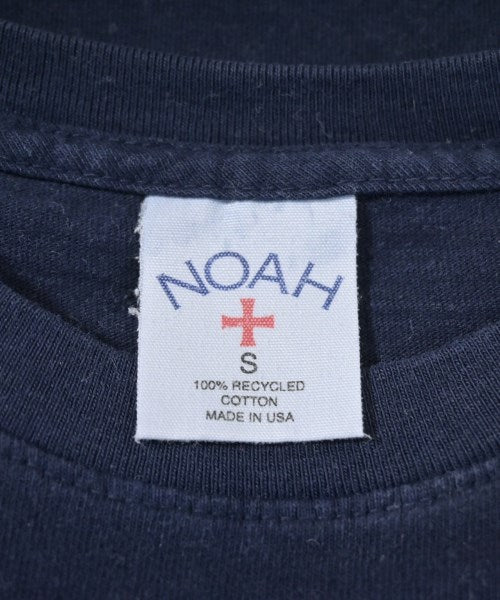 NOAH
S
100% RECYCLED
COTTON
MADE IN USA